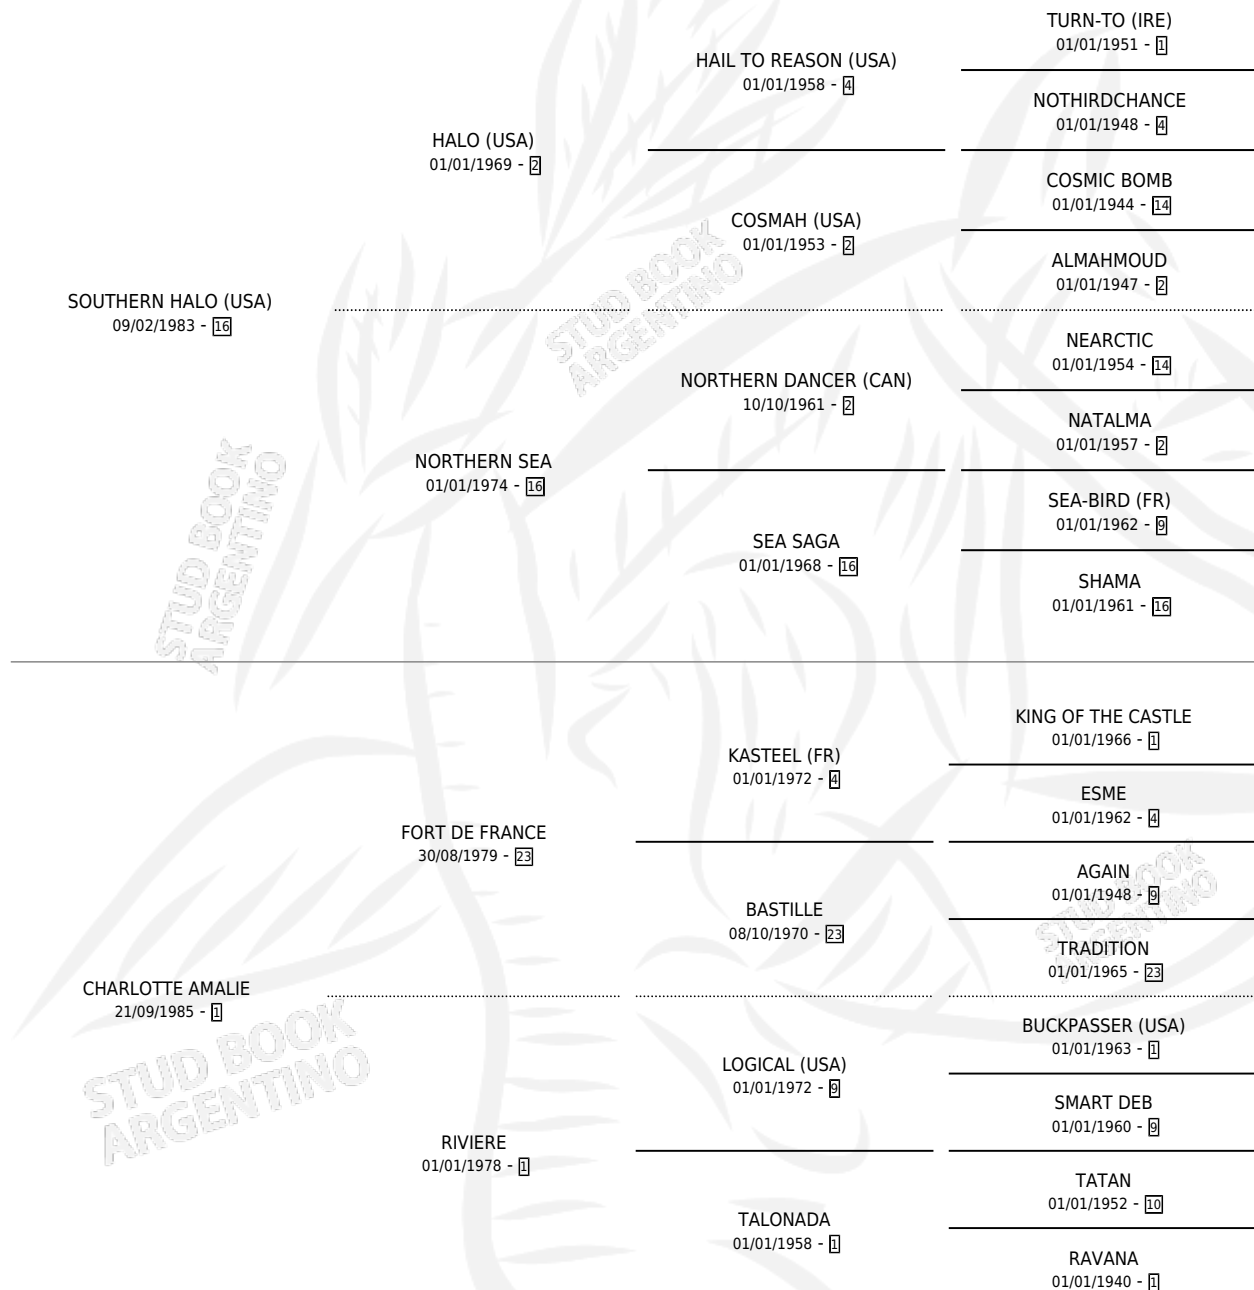 TURN-TO (IRE)
01/01/1951 - 1
HAIL TO REASON (USA)
01/01/1958 - 4
NOTHIRDCHANCE
01/01/1948 - 4
HALO (USA)
01/01/1969 - 2
COSMIC BOMB
01/01/1944 - 14
COSMAH (USA)
01/01/1953 - 2
ALMAHMOUD
01/01/1947 - 2
SOUTHERN HALO (USA)
09/02/1983 - 16
NEARCTIC
01/01/1954 - 14
NORTHERN DANCER (CAN)
10/10/1961 - 2
NATALMA
01/01/1957 - 2
NORTHERN SEA
01/01/1974 - 16
SEA-BIRD (FR)
01/01/1962 - 9
SEA SAGA
01/01/1968 - 16
SHAMA
01/01/1961 - 16
KING OF THE CASTLE
01/01/1966 - 1
KASTEEL (FR)
01/01/1972 - 4
ESME
01/01/1962 - 4
FORT DE FRANCE
30/08/1979 - 23
AGAIN
01/01/1948 - 9
BASTILLE
08/10/1970 - 23
TRADITION
01/01/1965 - 23
CHARLOTTE AMALIE
21/09/1985 - 1
BUCKPASSER (USA)
01/01/1963 - 1
LOGICAL (USA)
01/01/1972 - 9
SMART DEB
01/01/1960 - 9
RIVIERE
01/01/1978 - 1
TATAN
01/01/1952 - 10
TALONADA
01/01/1958 - 1
RAVANA
01/01/1940 - 1
STUD BOOK
ARGENTINO
STUD BOOK
ARGENTINO
STUD BOOK
ARGENTINO
STUD BOOK
ARGENTINO